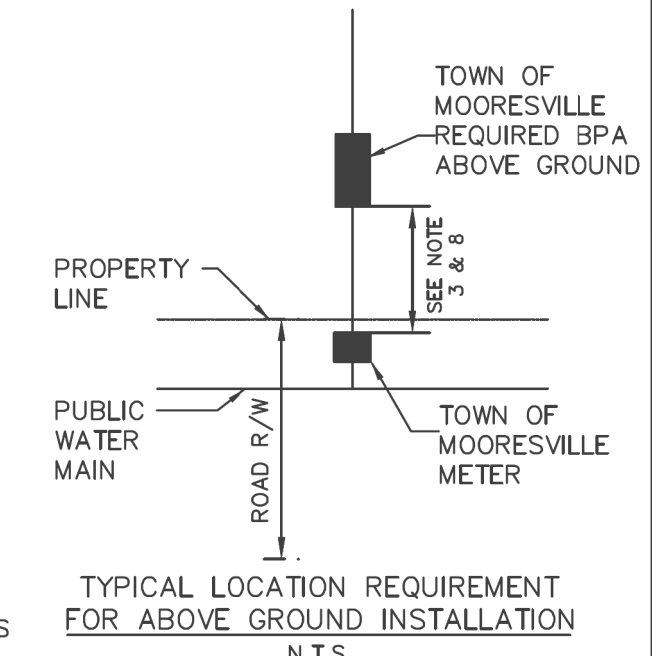 TOWN OF
MOORESVILLE
REQUIRED BPA
ABOVE GROUND
SEE NOTE
3 & 8
PROPERTY
LINE
PUBLIC
WATER
MAIN
ROAD R/W
TOWN OF
MOORESVILLE
METER
TYPICAL LOCATION REQUIREMENT
FOR ABOVE GROUND INSTALLATION
S
N.T.S.